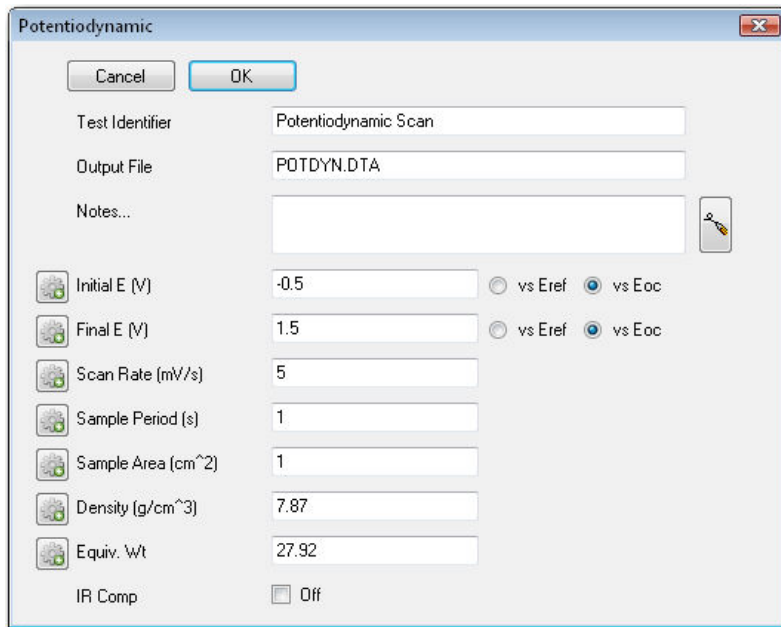 Potentiodynamic
Cancel OK
Test Identifier Potentiodynamic Scan
Output File POTDYN.DTA
Notes...
Initial E (V) -0.5 vs Eref vs Eoc
Final E (V) 1.5 vs Eref vs Eoc
Scan Rate (mV/s) 5
Sample Period (s) 1
Sample Area (cm^2) 1
Density (g/cm^3) 7.87
Equiv. Wt 27.92
IR Comp Off